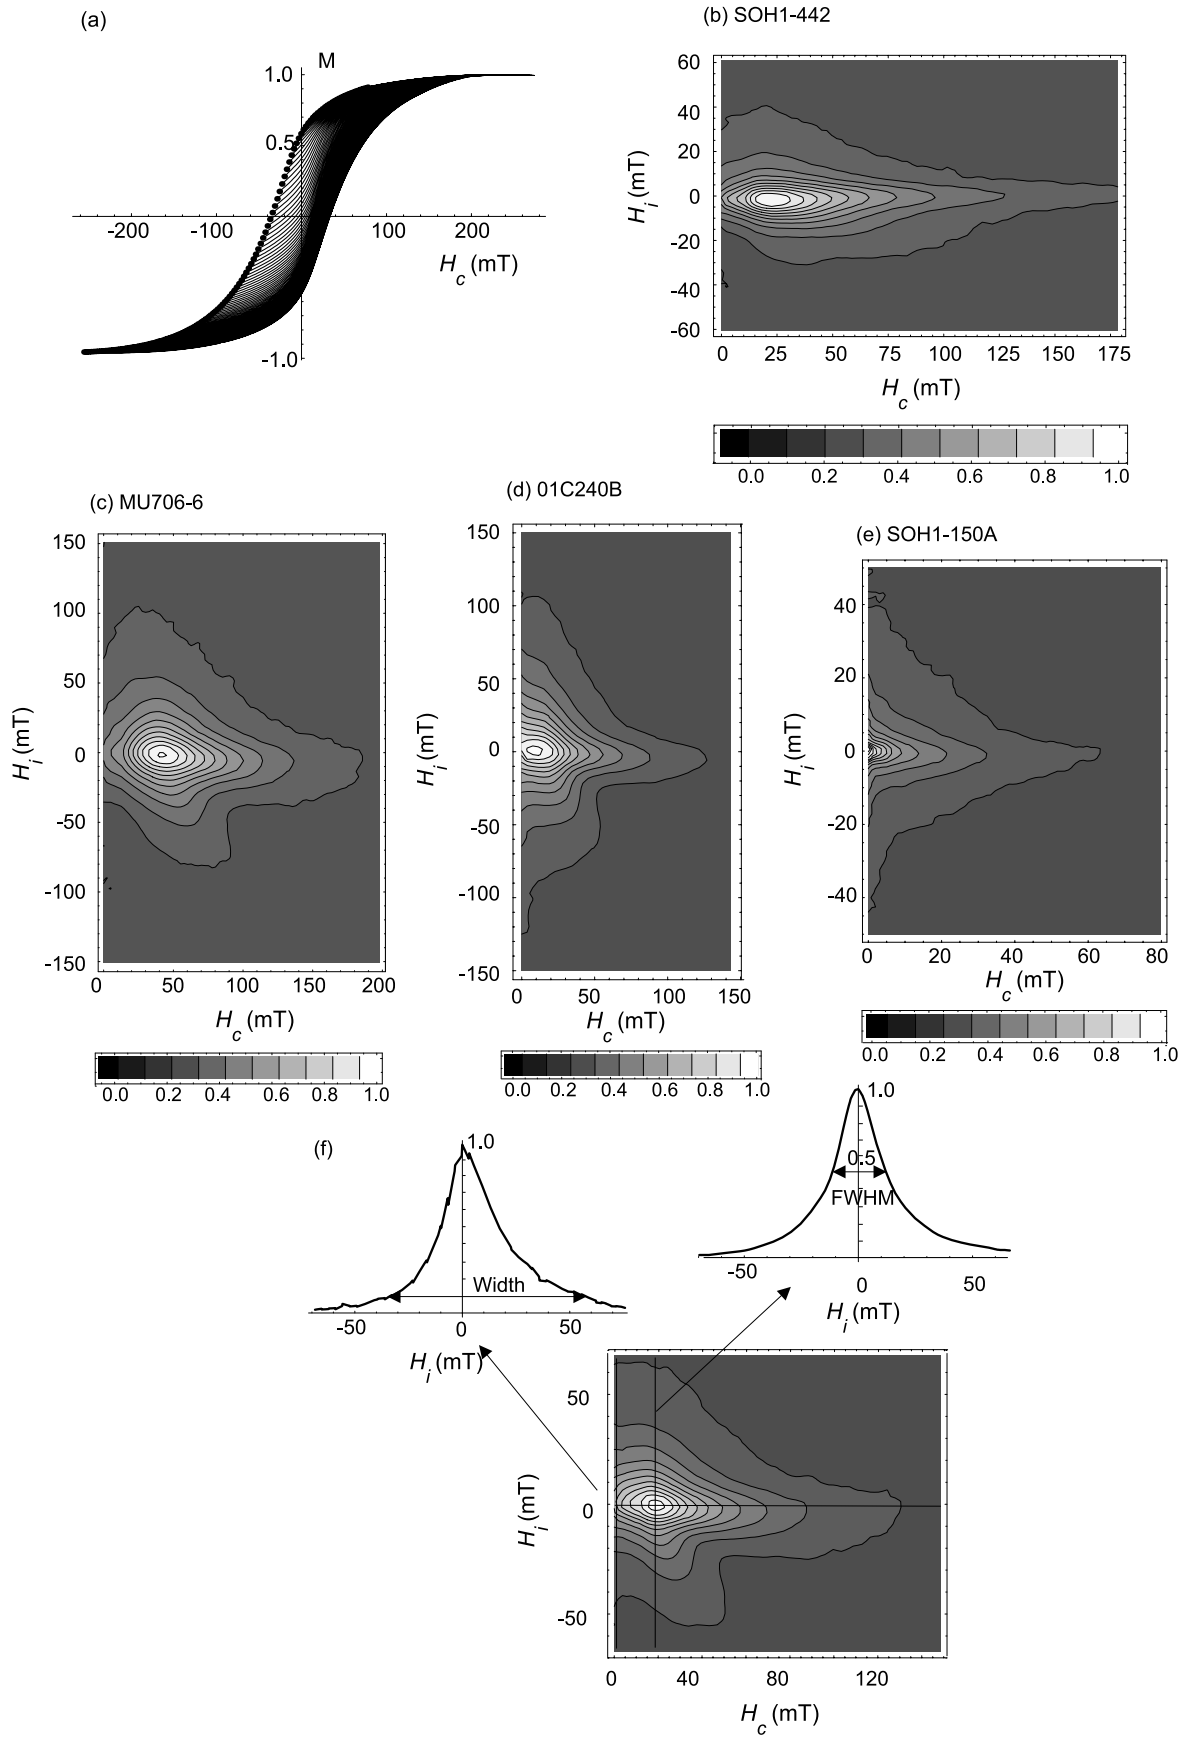 (a)
M
1.0
0.5
-200 -100 100 200
H_c (mT)
-1.0
(b) SOH1-442
60
40
20
0
-20
-40
-60
H_i (mT)
0 25 50 75 100 125 150 175
H_c (mT)
0.0 0.2 0.4 0.6 0.8 1.0
(c) MU706-6
150
100
50
0
-50
-100
-150
H_i (mT)
0 50 100 150 200
H_c (mT)
0.0 0.2 0.4 0.6 0.8 1.0
(d) 01C240B
150
100
50
0
-50
-100
-150
H_i (mT)
0 50 100 150
H_c (mT)
0.0 0.2 0.4 0.6 0.8 1.0
(e) SOH1-150A
40
20
0
-20
-40
H_i (mT)
0 20 40 60 80
H_c (mT)
0.0 0.2 0.4 0.6 0.8 1.0
(f)
1.0
Width
-50 0 50
H_i (mT)
1.0
0.5
FWHM
-50 0 50
H_i (mT)
50
0
-50
H_i (mT)
0 40 80 120
H_c (mT)